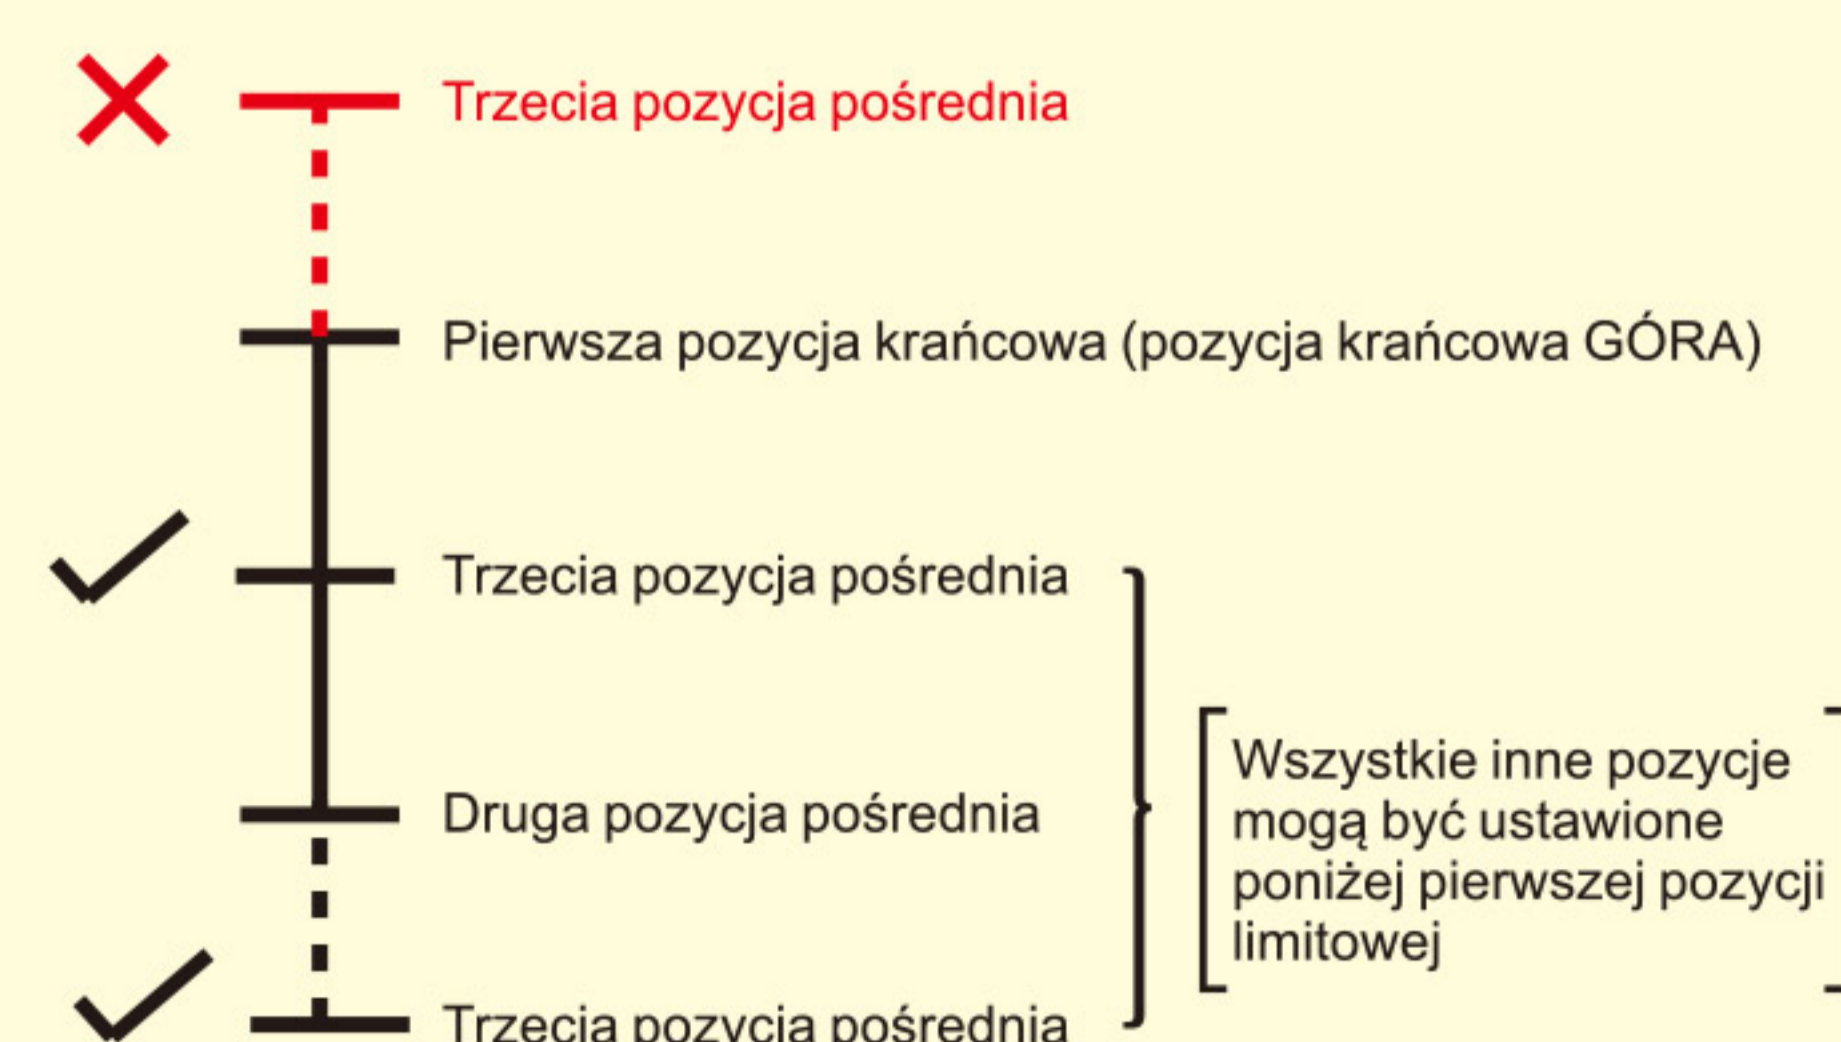 Trzecia pozycja pośrednia
Pierwsza pozycja krańcowa (pozycja krańcowa GÓRA)
Trzecia pozycja pośrednia
Druga pozycja pośrednia
Wszystkie inne pozycje
mogą być ustawione
poniżej pierwszej pozycji
limitowej
Trzecia pozycja pośrednia